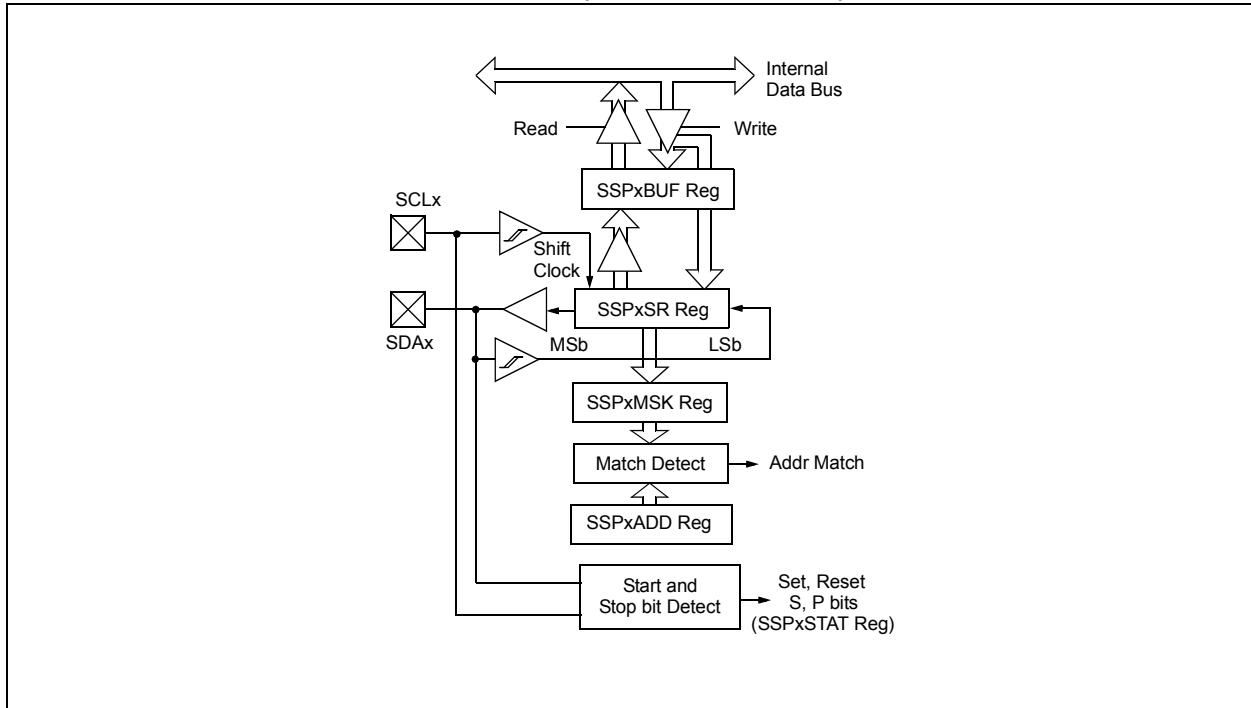 Internal
Data Bus
Read
Write
SSPxBUF Reg
SCLx
Shift
Clock
SSPxSR Reg
SDAx
MSb
LSb
SSPxMSK Reg
Match Detect
Addr Match
SSPxADD Reg
Start and
Stop bit Detect
Set, Reset
S, P bits
(SSPxSTAT Reg)